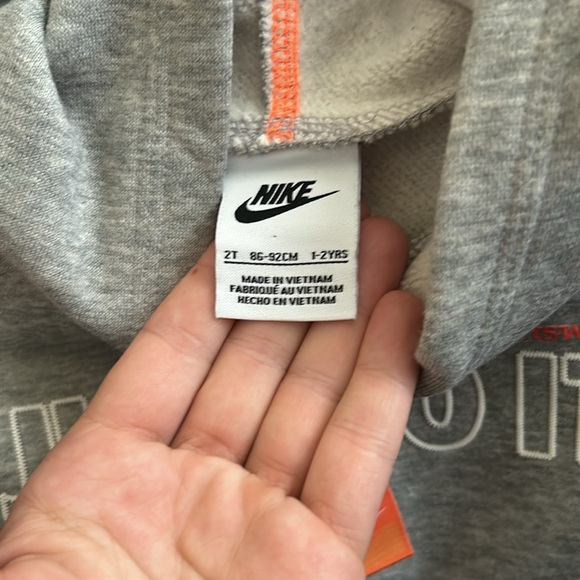 NIKE
2T 86-92CM 1-2YRS
MADE IN VIETNAM
FABRIQUÉ AU VIETNAM
HECHO EN VIETNAM